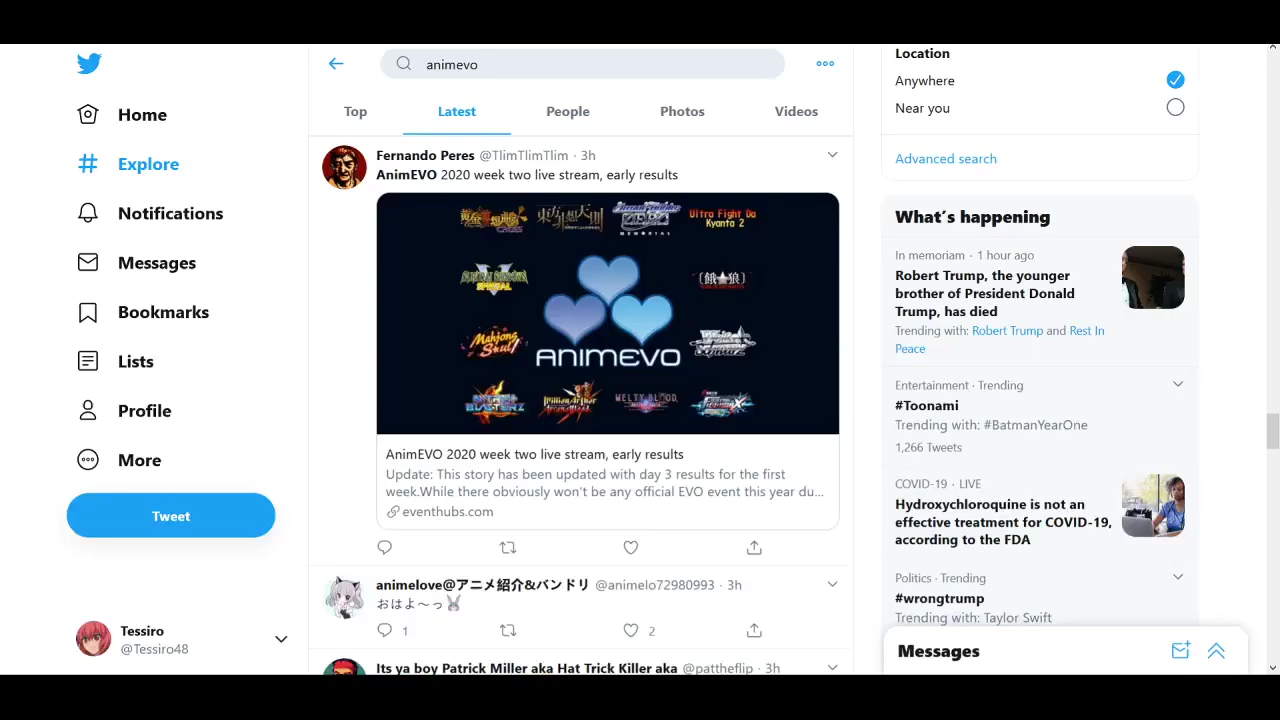 Home
Explore
Notifications
Messages
Bookmarks
Lists
Profile
More
Tweet
Tessiro
@Tessiro48
animevo
Top
Latest
People
Photos
Videos
Fernando Peres @TlimTlimTlim · 3h
AnimEVO 2020 week two live stream, early results
Ultra Fight Da
Kyanta 2
ANIMEVO
MELTY BLOOD
AnimEVO 2020 week two live stream, early results
Update: This story has been updated with day 3 results for the first
week.While there obviously won't be any official EVO event this year du...
eventhubs.com
animelove@アニメ紹介&バンドリ @animelo72980993 · 3h
おはよ～っ
1
2
Its ya boy Patrick Miller aka Hat Trick Killer aka @pattheflip · 3h
Location
Anywhere
Near you
Advanced search
What's happening
In memoriam · 1 hour ago
Robert Trump, the younger
brother of President Donald
Trump, has died
Trending with: Robert Trump and Rest In
Peace
Entertainment · Trending
#Toonami
Trending with: #BatmanYearOne
1,266 Tweets
COVID-19 · LIVE
Hydroxychloroquine is not an
effective treatment for COVID-19,
according to the FDA
Politics · Trending
#wrongtrump
Trending with: Taylor Swift
Messages